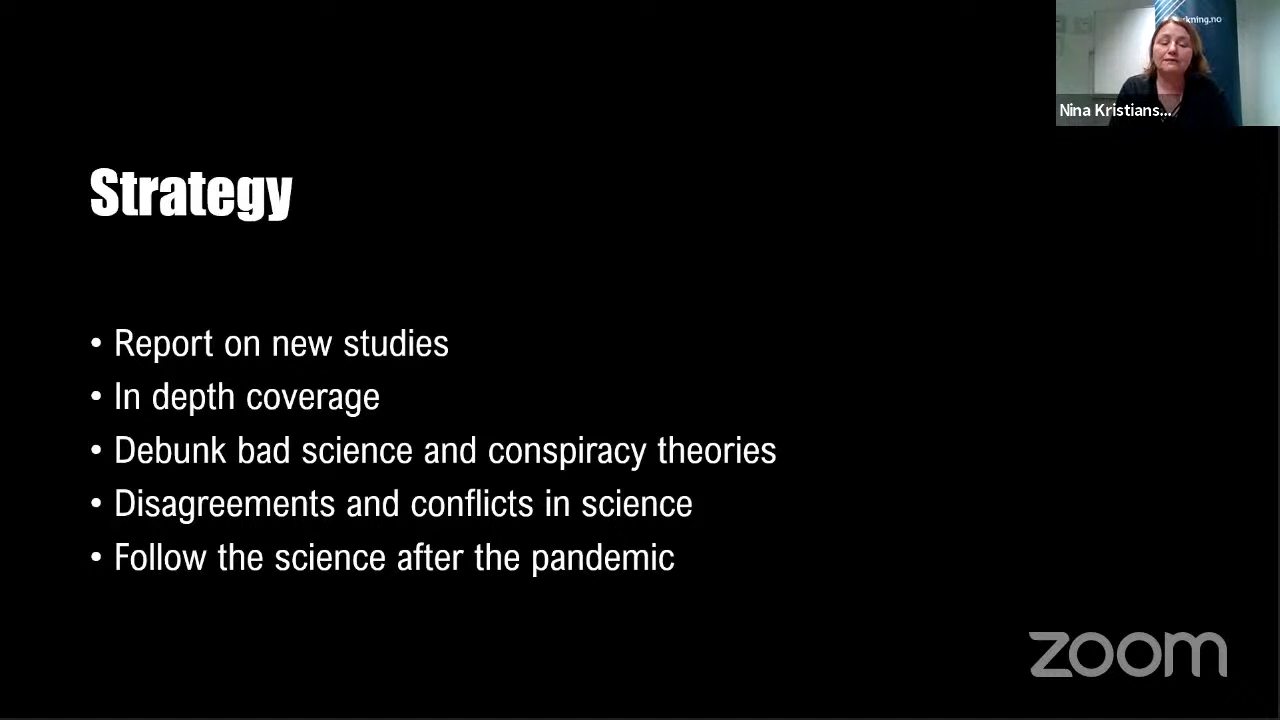 Strategy
• Report on new studies
• In depth coverage
• Debunk bad science and conspiracy theories
• Disagreements and conflicts in science
• Follow the science after the pandemic
Nina Kristians...
zoom